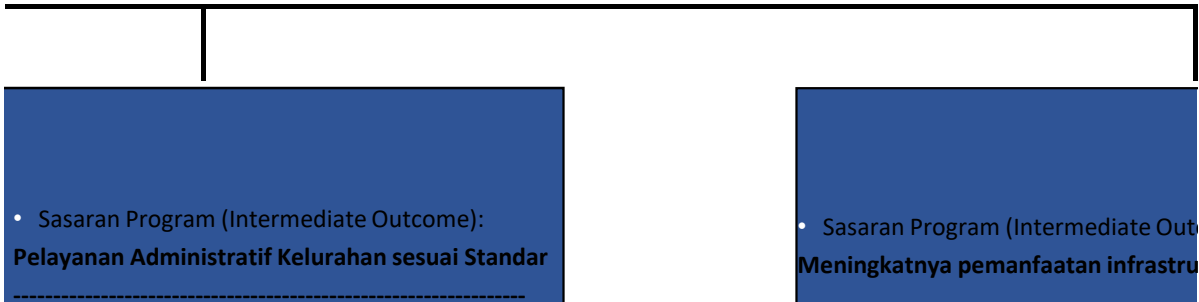 • Sasaran Program (Intermediate Outcome):
Pelayanan Administratif Kelurahan sesuai Standar
-----------------------------------------------------------------
• Sasaran Program (Intermediate
Meningkatnya pemanfaatan